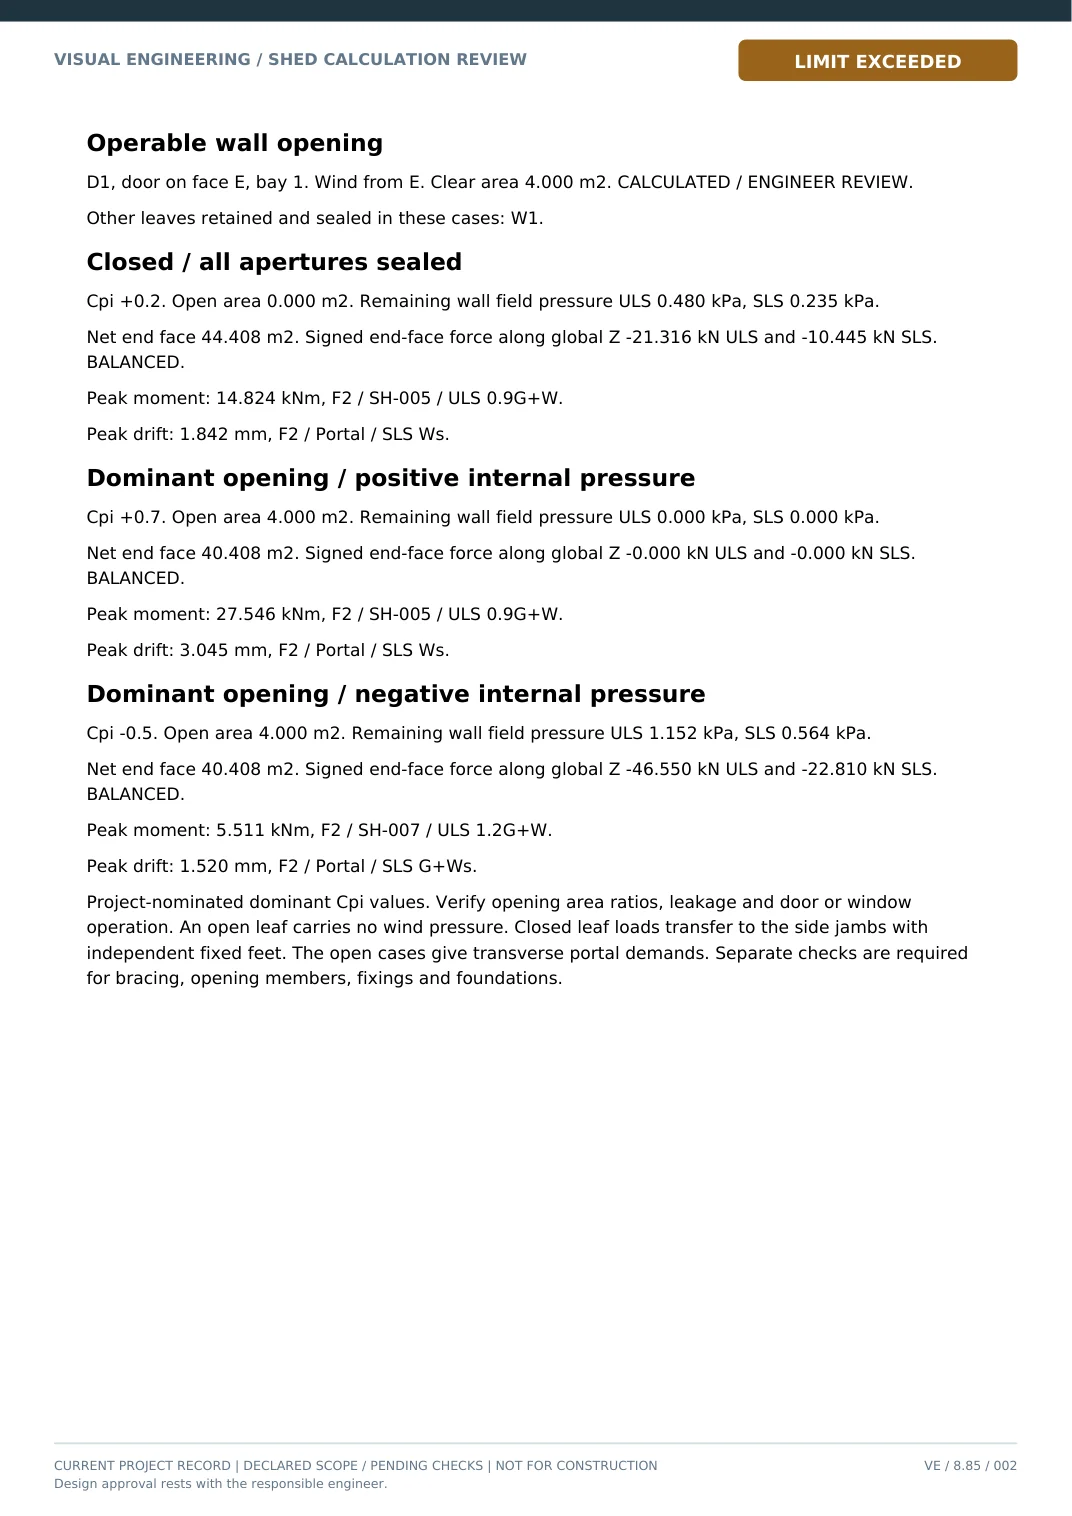 VISUAL ENGINEERING / SHED CALCULATION REVIEW
LIMIT EXCEEDED
Operable wall opening
D1, door on face E, bay 1. Wind from E. Clear area 4.000 m2. CALCULATED / ENGINEER REVIEW.
Other leaves retained and sealed in these cases: W1.
Closed / all apertures sealed
Cpi +0.2. Open area 0.000 m2. Remaining wall field pressure ULS 0.480 kPa, SLS 0.235 kPa.
Net end face 44.408 m2. Signed end-face force along global Z -21.316 kN ULS and -10.445 kN SLS.
BALANCED.
Peak moment: 14.824 kNm, F2 / SH-005 / ULS 0.9G+W.
Peak drift: 1.842 mm, F2 / Portal / SLS Ws.
Dominant opening / positive internal pressure
Cpi +0.7. Open area 4.000 m2. Remaining wall field pressure ULS 0.000 kPa, SLS 0.000 kPa.
Net end face 40.408 m2. Signed end-face force along global Z -0.000 kN ULS and -0.000 kN SLS.
BALANCED.
Peak moment: 27.546 kNm, F2 / SH-005 / ULS 0.9G+W.
Peak drift: 3.045 mm, F2 / Portal / SLS Ws.
Dominant opening / negative internal pressure
Cpi -0.5. Open area 4.000 m2. Remaining wall field pressure ULS 1.152 kPa, SLS 0.564 kPa.
Net end face 40.408 m2. Signed end-face force along global Z -46.550 kN ULS and -22.810 kN SLS.
BALANCED.
Peak moment: 5.511 kNm, F2 / SH-007 / ULS 1.2G+W.
Peak drift: 1.520 mm, F2 / Portal / SLS G+Ws.
Project-nominated dominant Cpi values. Verify opening area ratios, leakage and door or window
operation. An open leaf carries no wind pressure. Closed leaf loads transfer to the side jambs with
independent fixed feet. The open cases give transverse portal demands. Separate checks are required
for bracing, opening members, fixings and foundations.
CURRENT PROJECT RECORD | DECLARED SCOPE / PENDING CHECKS | NOT FOR CONSTRUCTION
VE / 8.85 / 002
Design approval rests with the responsible engineer.